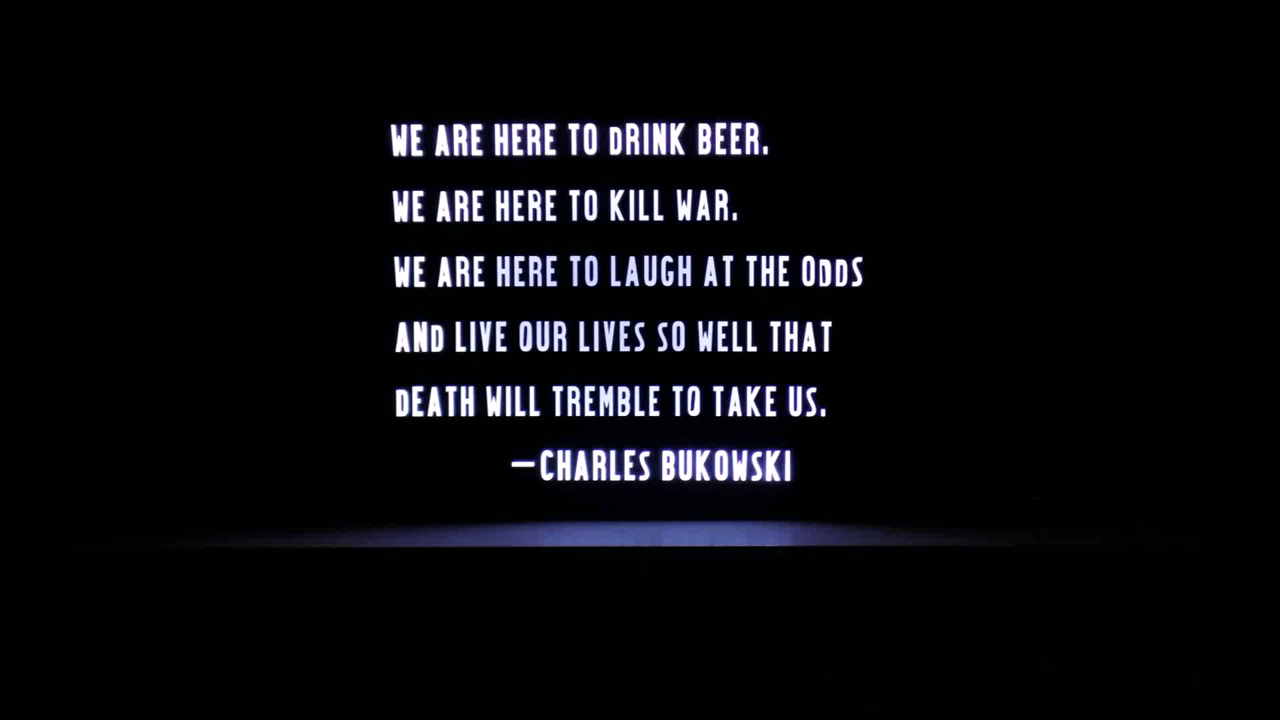 WE ARE HERE TO dRINK BEER.
WE ARE HERE TO KILL WAR.
WE ARE HERE TO LAUGH AT THE OddS
ANd LIVE OUR LIVES SO WELL THAT
dEATH WILL TREMBLE TO TAKE US.
—CHARLES BUKOWSKI